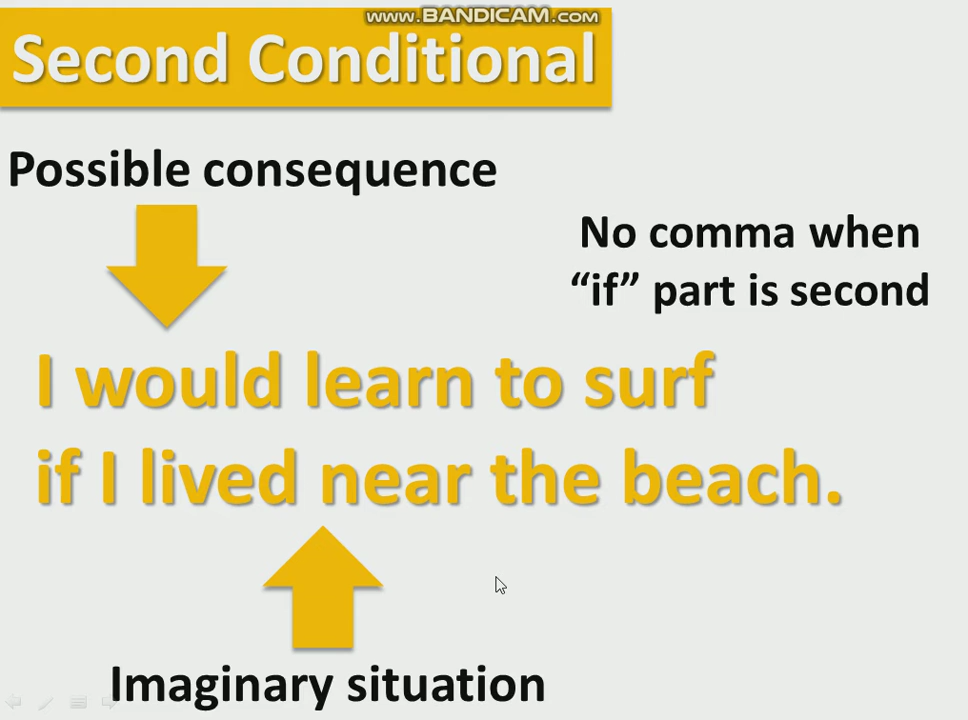 www.BANDICAM.com
Second Conditional
Possible consequence
No comma when
“if” part is second
I would learn to surf
if I lived near the beach.
Imaginary situation